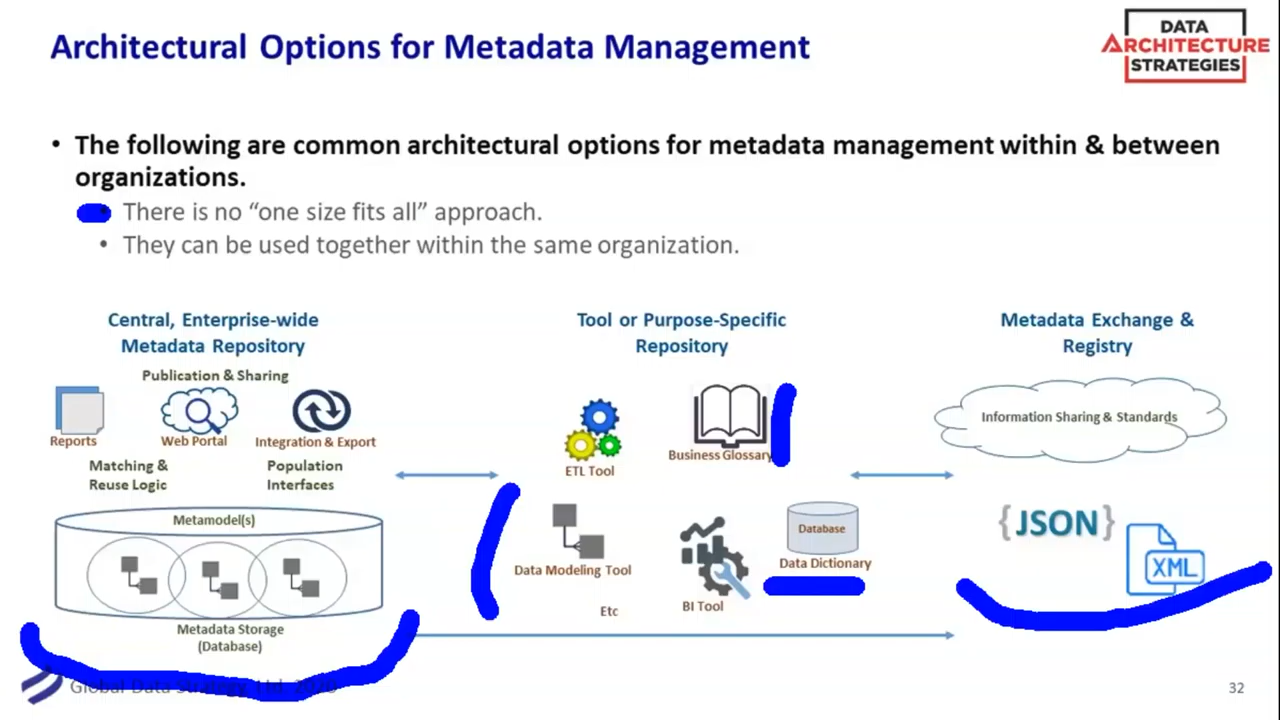 Architectural Options for Metadata Management
DATA
ARCHITECTURE
STRATEGIES
• The following are common architectural options for metadata management within & between
organizations.
• There is no “one size fits all” approach.
• They can be used together within the same organization.
Central, Enterprise-wide
Metadata Repository
Publication & Sharing
Reports
Web Portal
Integration & Export
Matching &
Reuse Logic
Population
Interfaces
Metamodel(s)
Metadata Storage
(Database)
Tool or Purpose-Specific
Repository
ETL Tool
Business Glossary
Data Modeling Tool
BI Tool
Database
Data Dictionary
Etc
Metadata Exchange &
Registry
Information Sharing & Standards
{JSON}
XML
Global Data Strategy, Ltd. 2020
32